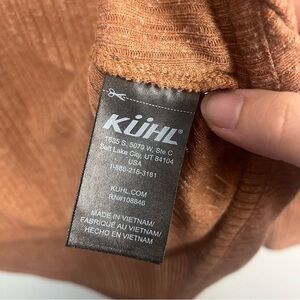 KÜHL
1635 S. 5070 W. Ste C
Salt Lake City, UT 84104
USA
1-888-218-3181
KUHL.COM
RN#108846
MADE IN VIETNAM/
FABRIQUÉ AU VIETNAM/
HECHO EN VIETNAM